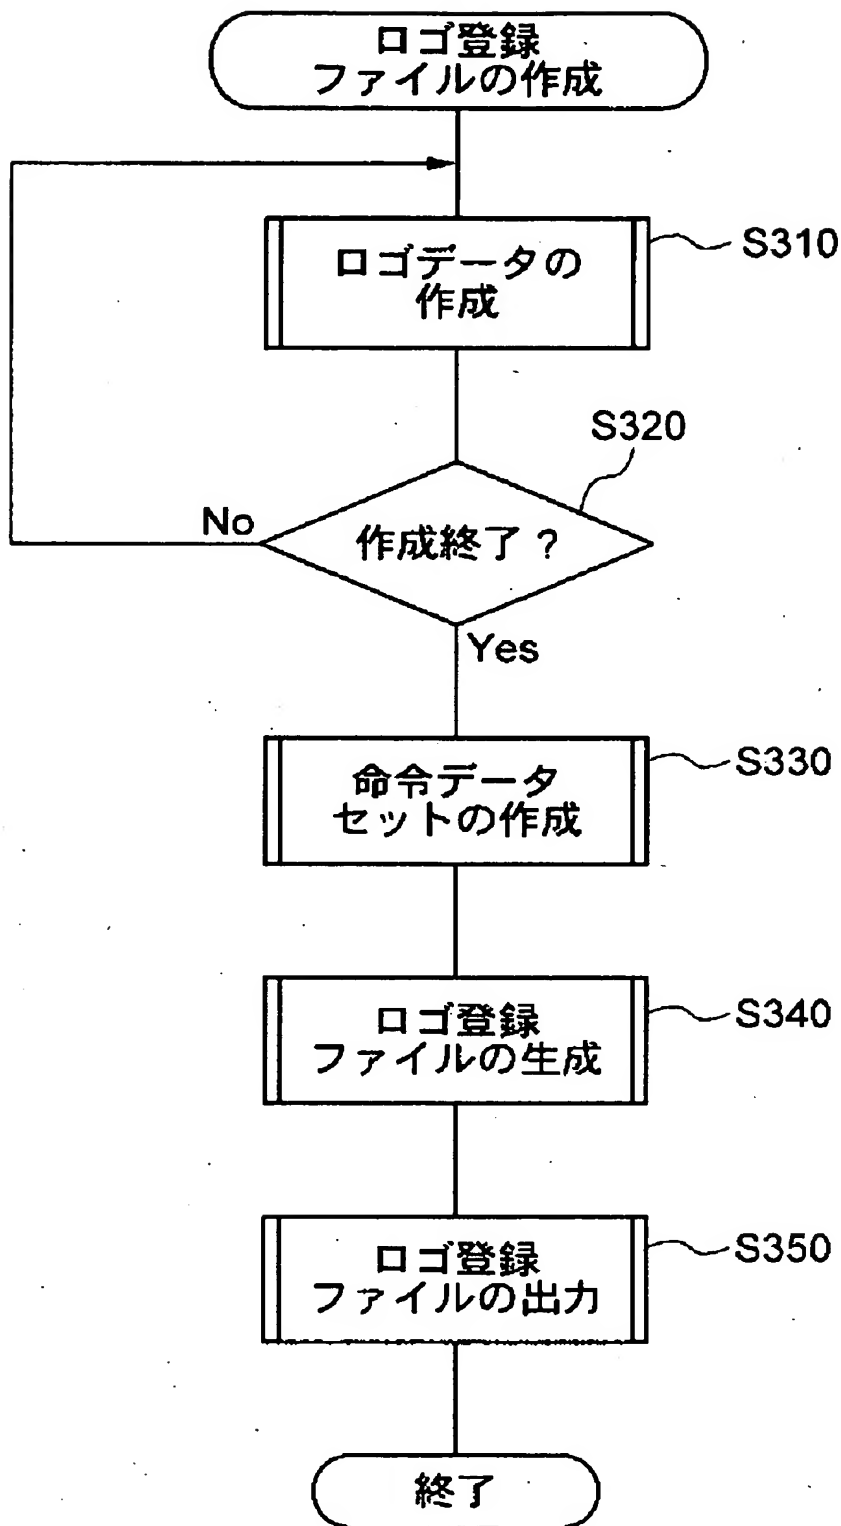 ロゴ登録
ファイルの作成
ロゴデータの
作成
S310
S320
作成終了?
No
Yes
命令データ
セットの作成
S330
ロゴ登録
ファイルの生成
S340
ロゴ登録
ファイルの出力
S350
終了